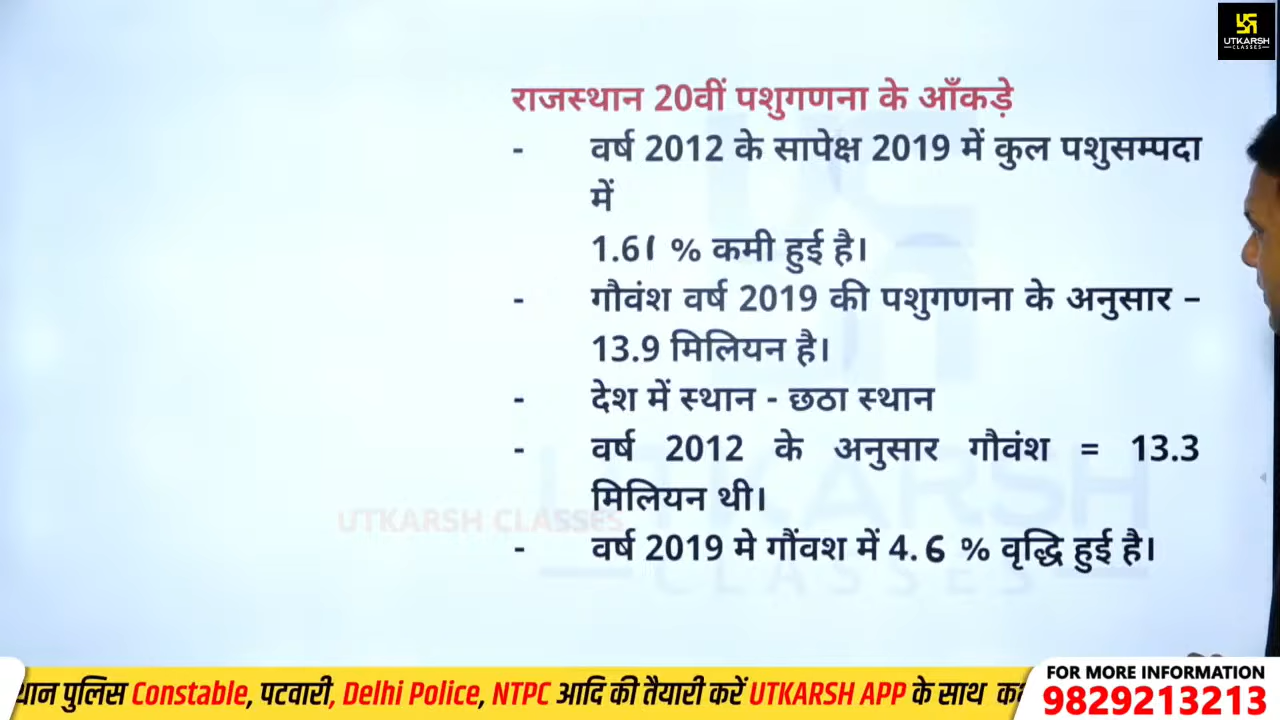 UTKARSH
CLASSES
राजस्थान 20वीं पशुगणना के आँकड़े
- वर्ष 2012 के सापेक्ष 2019 में कुल पशुसम्पदा
में
1.61 % कमी हुई है।
- गौवंश वर्ष 2019 की पशुगणना के अनुसार –
13.9 मिलियन है।
- देश में स्थान - छठा स्थान
- वर्ष 2012 के अनुसार गौवंश = 13.3
मिलियन थी।
- वर्ष 2019 मे गौंवश में 4.6 % वृद्धि हुई है।
UTKARSH CLASSES
UTKARSH
CLASSES
पुलिस Constable, पटवारी, Delhi Police, NTPC आदि की तैयारी करें UTKARSH APP के साथ
FOR MORE INFORMATION
9829213213